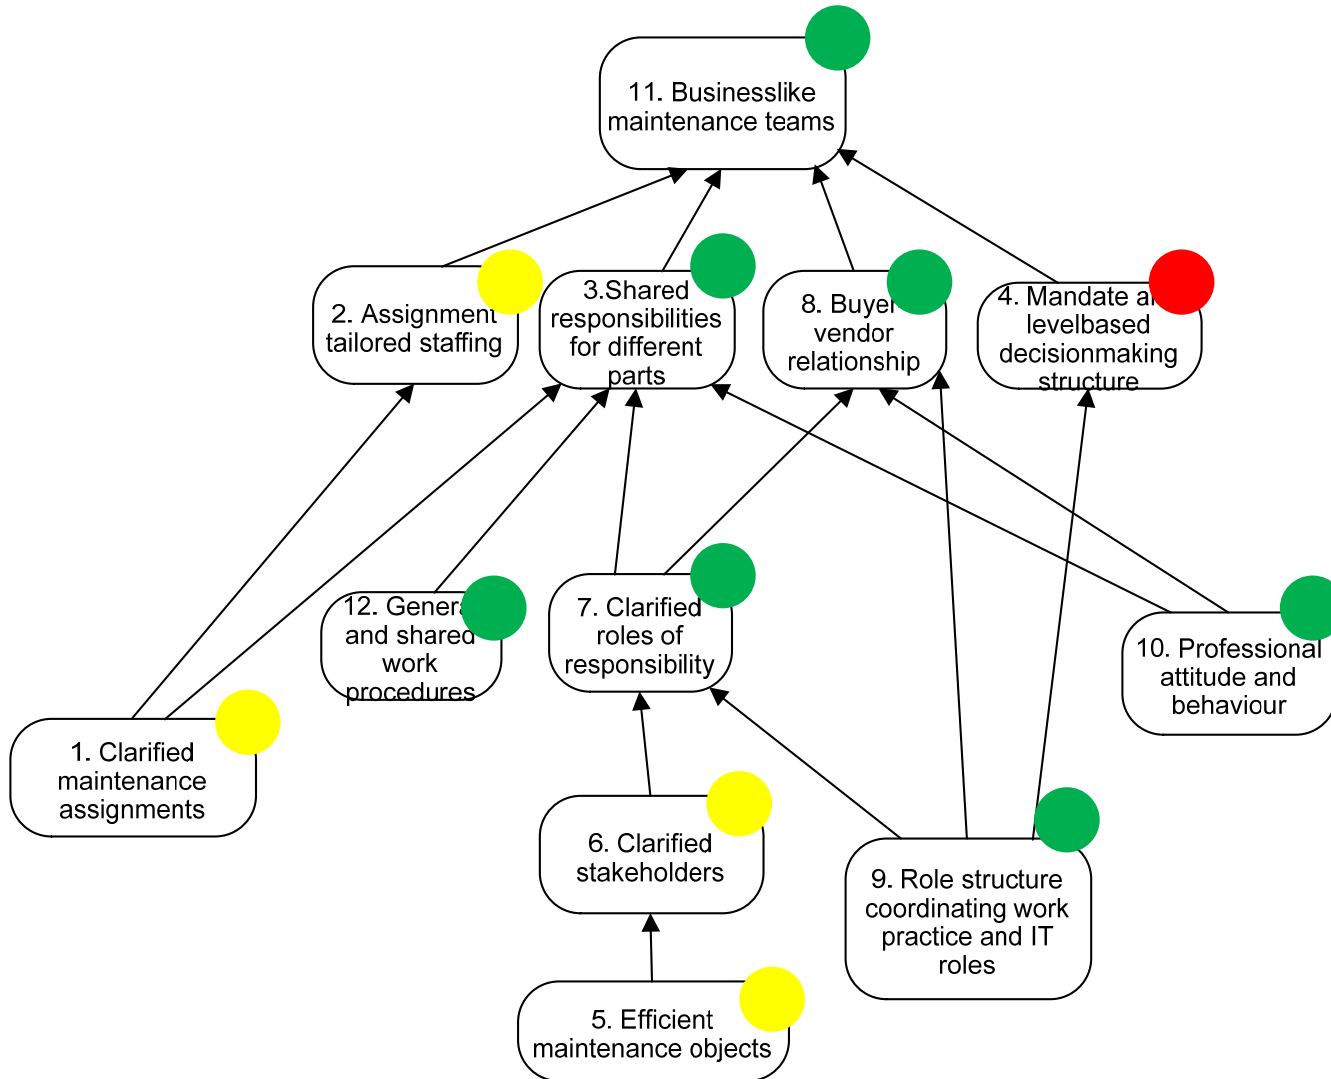 11. Businesslike
maintenance teams
2. Assignment
tailored staffing
3.Shared
responsibilities
for different
parts
8. Buyer
vendor
relationship
4. Mandate
levelbased
decisionmaking
structure
12.
and shared
work
procedures
7. Clarified
roles of
responsibility
10. Professional
attitude and
behaviour
1. Clarified
maintenance
assignments
6. Clarified
stakeholders
9. Role structure
coordinating work
practice and IT
roles
5. Efficient
maintenance objects